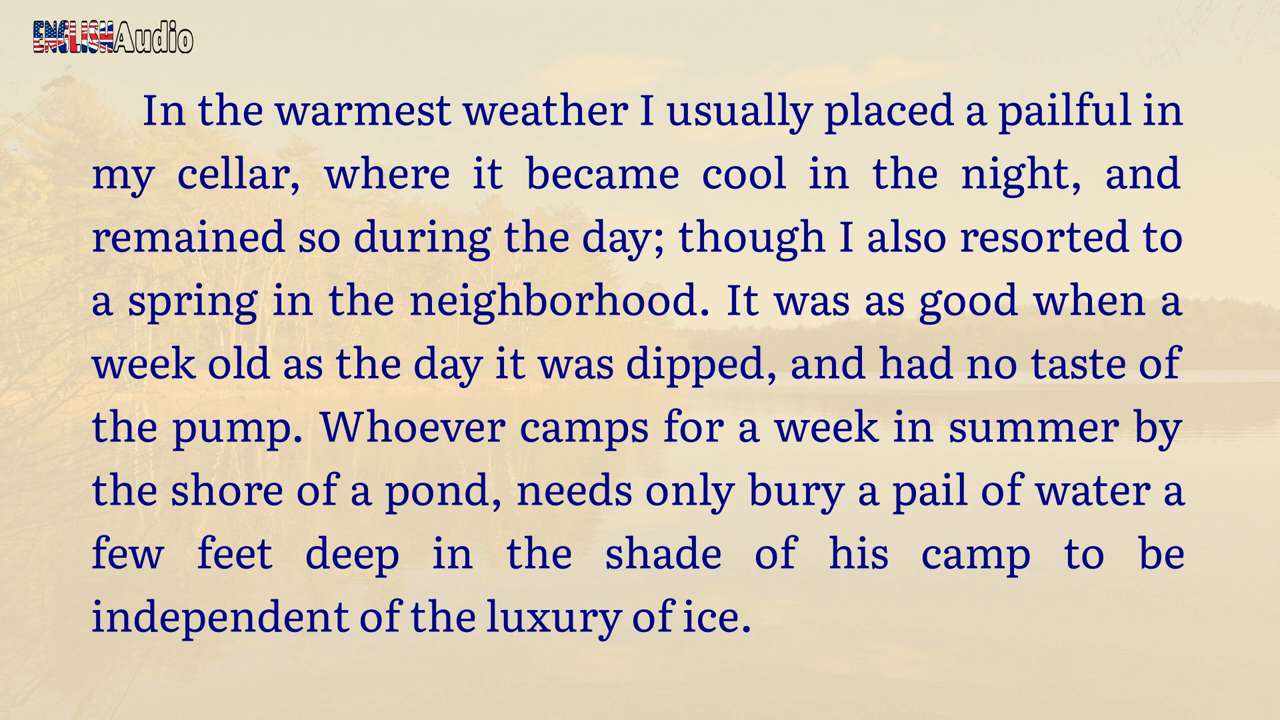 ENGLISHAudio
In the warmest weather I usually placed a pailful in
my cellar, where it became cool in the night, and
remained so during the day; though I also resorted to
a spring in the neighborhood. It was as good when a
week old as the day it was dipped, and had no taste of
the pump. Whoever camps for a week in summer by
the shore of a pond, needs only bury a pail of water a
few feet deep in the shade of his camp to be
independent of the luxury of ice.